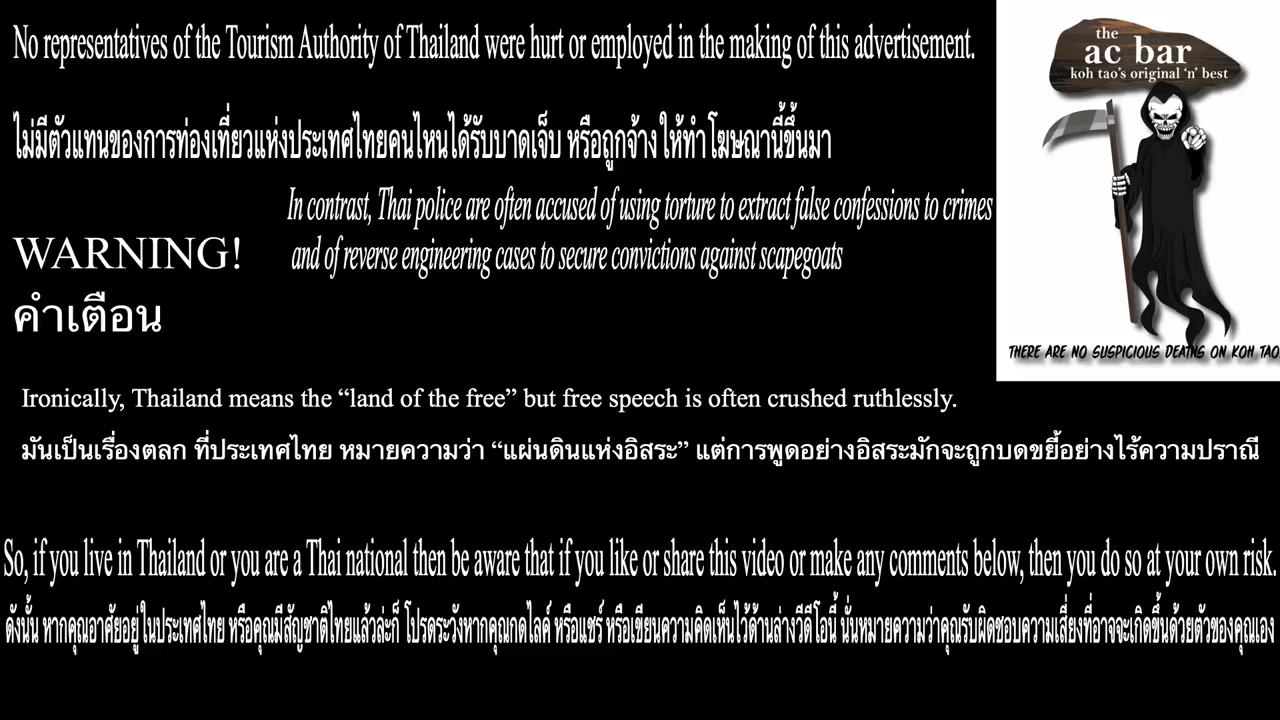 No representatives of the Tourism Authority of Thailand were hurt or employed in the making of this advertisement.
ไม่มีตัวแทนของการท่องเที่ยวแห่งประเทศไทยคนไหนได้รับบาดเจ็บ หรือถูกจ้าง ให้ทำโฆษณานี้ขึ้นมา
In contrast, Thai police are often accused of using torture to extract false confessions to crimes
and of reverse engineering cases to secure convictions against scapegoats
WARNING!
คำเตือน
the
ac bar
koh tao's original 'n' best
THERE ARE NO SUSPICIOUS DEATHS ON KOH TAO
Ironically, Thailand means the “land of the free” but free speech is often crushed ruthlessly.
มันเป็นเรื่องตลก ที่ประเทศไทย หมายความว่า “แผ่นดินแห่งอิสระ” แต่การพูดอย่างอิสระมักจะถูกบดขยี้อย่างไร้ความปราณี
So, if you live in Thailand or you are a Thai national then be aware that if you like or share this video or make any comments below, then you do so at your own risk.
ดังนั้น หากคุณอาศัยอยู่ในประเทศไทย หรือคุณมีสัญชาติไทยแล้วล่ะก็ โปรดระวังหากคุณกดไลค์ หรือแชร์ หรือเขียนความคิดเห็นไว้ด้านล่างวีดีโอนี้ นั่นหมายความว่าคุณรับผิดชอบความเสี่ยงที่อาจจะเกิดขึ้นด้วยตัวของคุณเอง